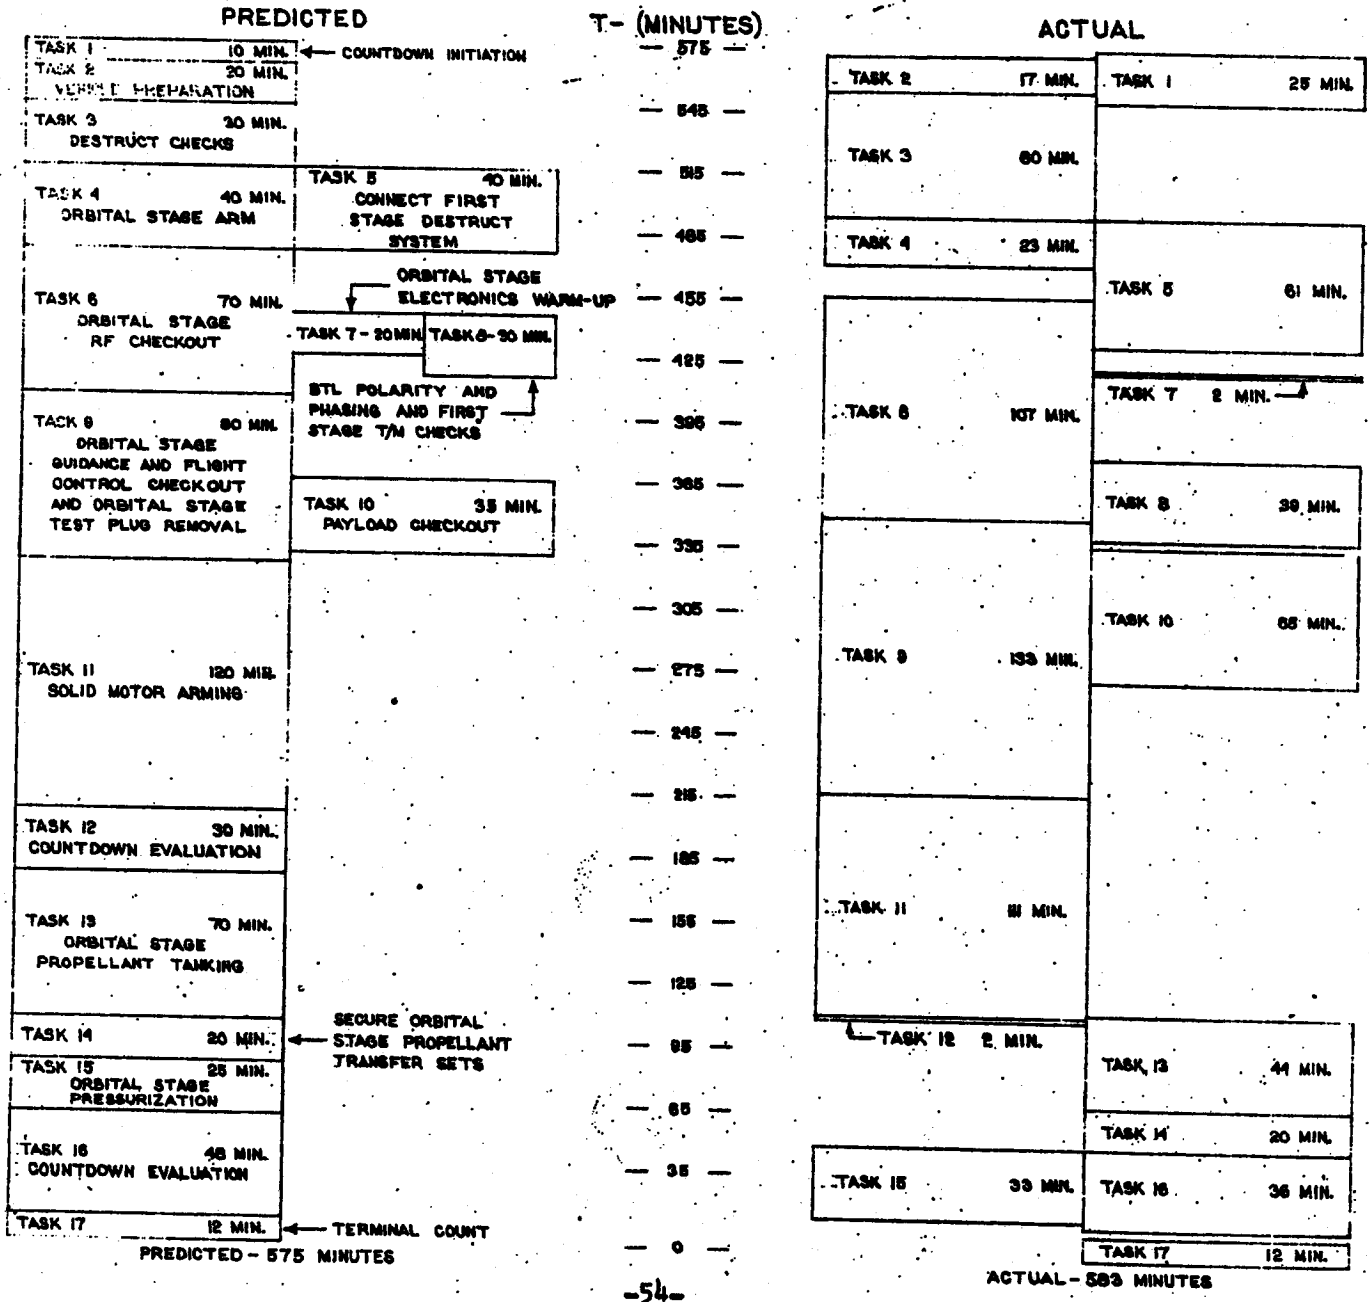 PREDICTED
TASK 1 10 MIN.
COUNTDOWN INITIATION
TASK 2 20 MIN.
VEHICLE PREPARATION
TASK 3 30 MIN.
DESTRUCT CHECKS
TASK 4 40 MIN.
ORBITAL STAGE ARM
TASK 5 40 MIN.
CONNECT FIRST
STAGE DESTRUCT
SYSTEM
TASK 6 70 MIN.
ORBITAL STAGE
RF CHECKOUT
ORBITAL STAGE
ELECTRONICS WARM-UP
TASK 7 - 20 MIN.
TASK 8 - 30 MIN.
STL POLARITY AND
PHASING AND FIRST
STAGE T/M CHECKS
TASK 9 80 MIN.
ORBITAL STAGE
GUIDANCE AND FLIGHT
CONTROL CHECKOUT
AND ORBITAL STAGE
TEST PLUG REMOVAL
TASK 10 35 MIN.
PAYLOAD CHECKOUT
TASK 11 120 MIN.
SOLID MOTOR ARMING
TASK 12 30 MIN.
COUNTDOWN EVALUATION
TASK 13 70 MIN.
ORBITAL STAGE
PROPELLANT TANKING
TASK 14 20 MIN.
SECURE ORBITAL
STAGE PROPELLANT
TRANSFER SETS
TASK 15 25 MIN.
ORBITAL STAGE
PRESSURIZATION
TASK 16 48 MIN.
COUNTDOWN EVALUATION
TASK 17 12 MIN.
TERMINAL COUNT
PREDICTED - 575 MINUTES
T- (MINUTES)
— 575 —
— 545 —
— 515 —
— 485 —
— 455 —
— 425 —
— 395 —
— 365 —
— 335 —
— 305 —
— 275 —
— 245 —
— 215 —
— 185 —
— 155 —
— 125 —
— 95 —
— 65 —
— 35 —
— 0 —
ACTUAL
TASK 2 17 MIN.
TASK 1 25 MIN.
TASK 3 60 MIN.
TASK 4 23 MIN.
TASK 5 61 MIN.
TASK 7 2 MIN.
TASK 6 107 MIN.
TASK 8 39 MIN.
TASK 10 65 MIN.
TASK 9 133 MIN.
TASK 11 111 MIN.
TASK 12 2 MIN.
TASK 13 44 MIN.
TASK 14 20 MIN.
TASK 15 33 MIN.
TASK 16 36 MIN.
TASK 17 12 MIN.
ACTUAL - 583 MINUTES
-54-